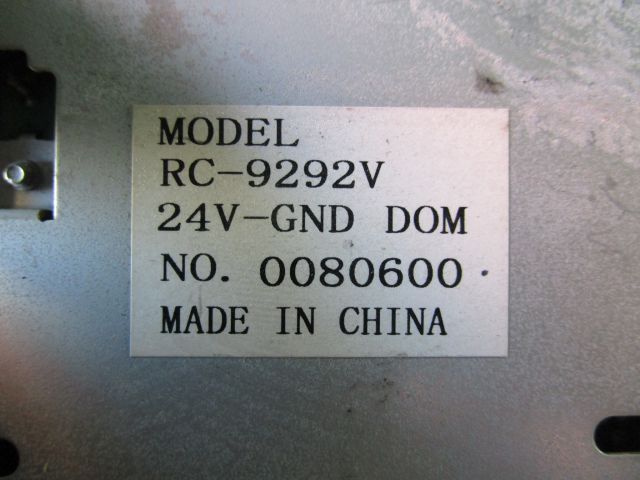 MODEL
RC-9292V
24V-GND DOM
NO. 0080600
MADE IN CHINA